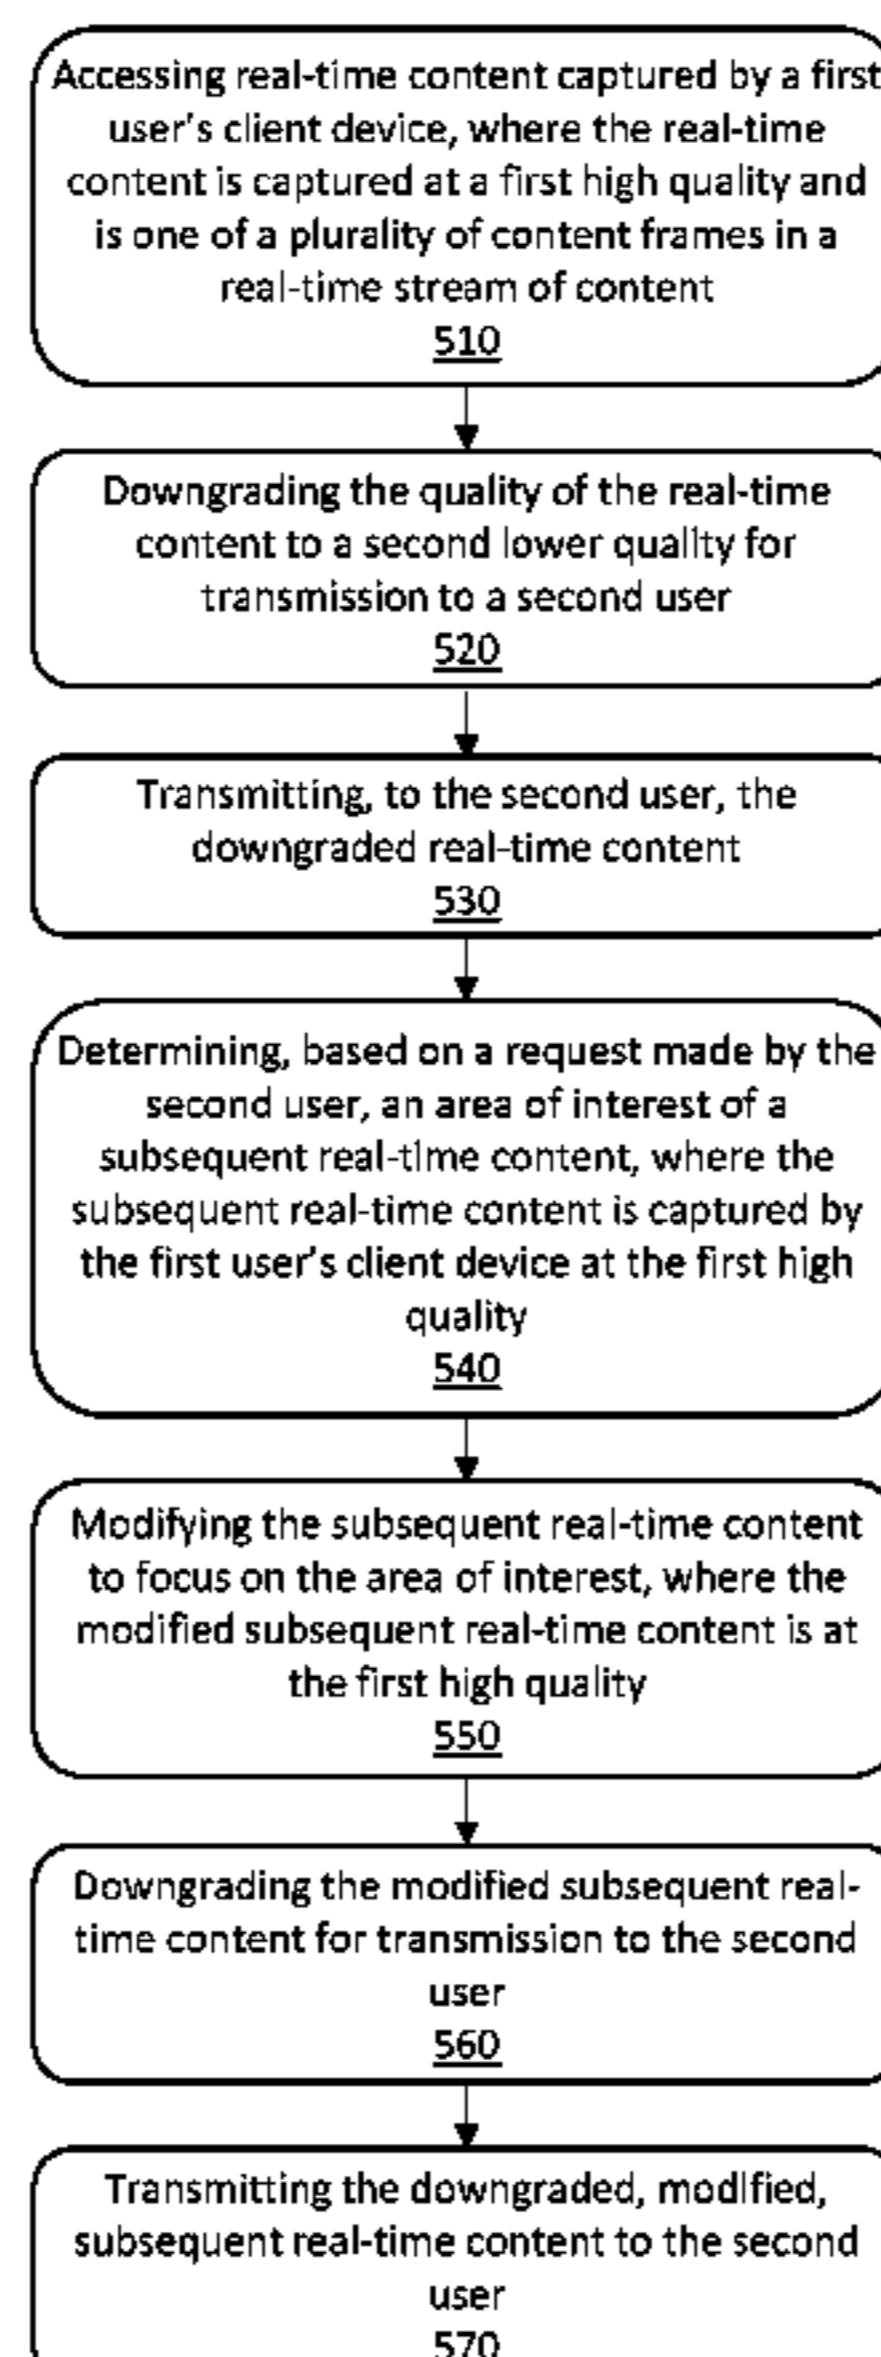 Accessing real-time content captured by a first
user's client device, where the real-time
content is captured at a first high quality and
is one of a plurality of content frames in a
real-time stream of content
510
Downgrading the quality of the real-time
content to a second lower quality for
transmission to a second user
520
Transmitting, to the second user, the
downgraded real-time content
530
Determining, based on a request made by the
second user, an area of interest of a
subsequent real-time content, where the
subsequent real-time content is captured by
the first user's client device at the first high
quality
540
Modifying the subsequent real-time content
to focus on the area of interest, where the
modified subsequent real-time content is at
the first high quality
550
Downgrading the modified subsequent real-
time content for transmission to the second
user
560
Transmitting the downgraded, modified,
subsequent real-time content to the second
user
570